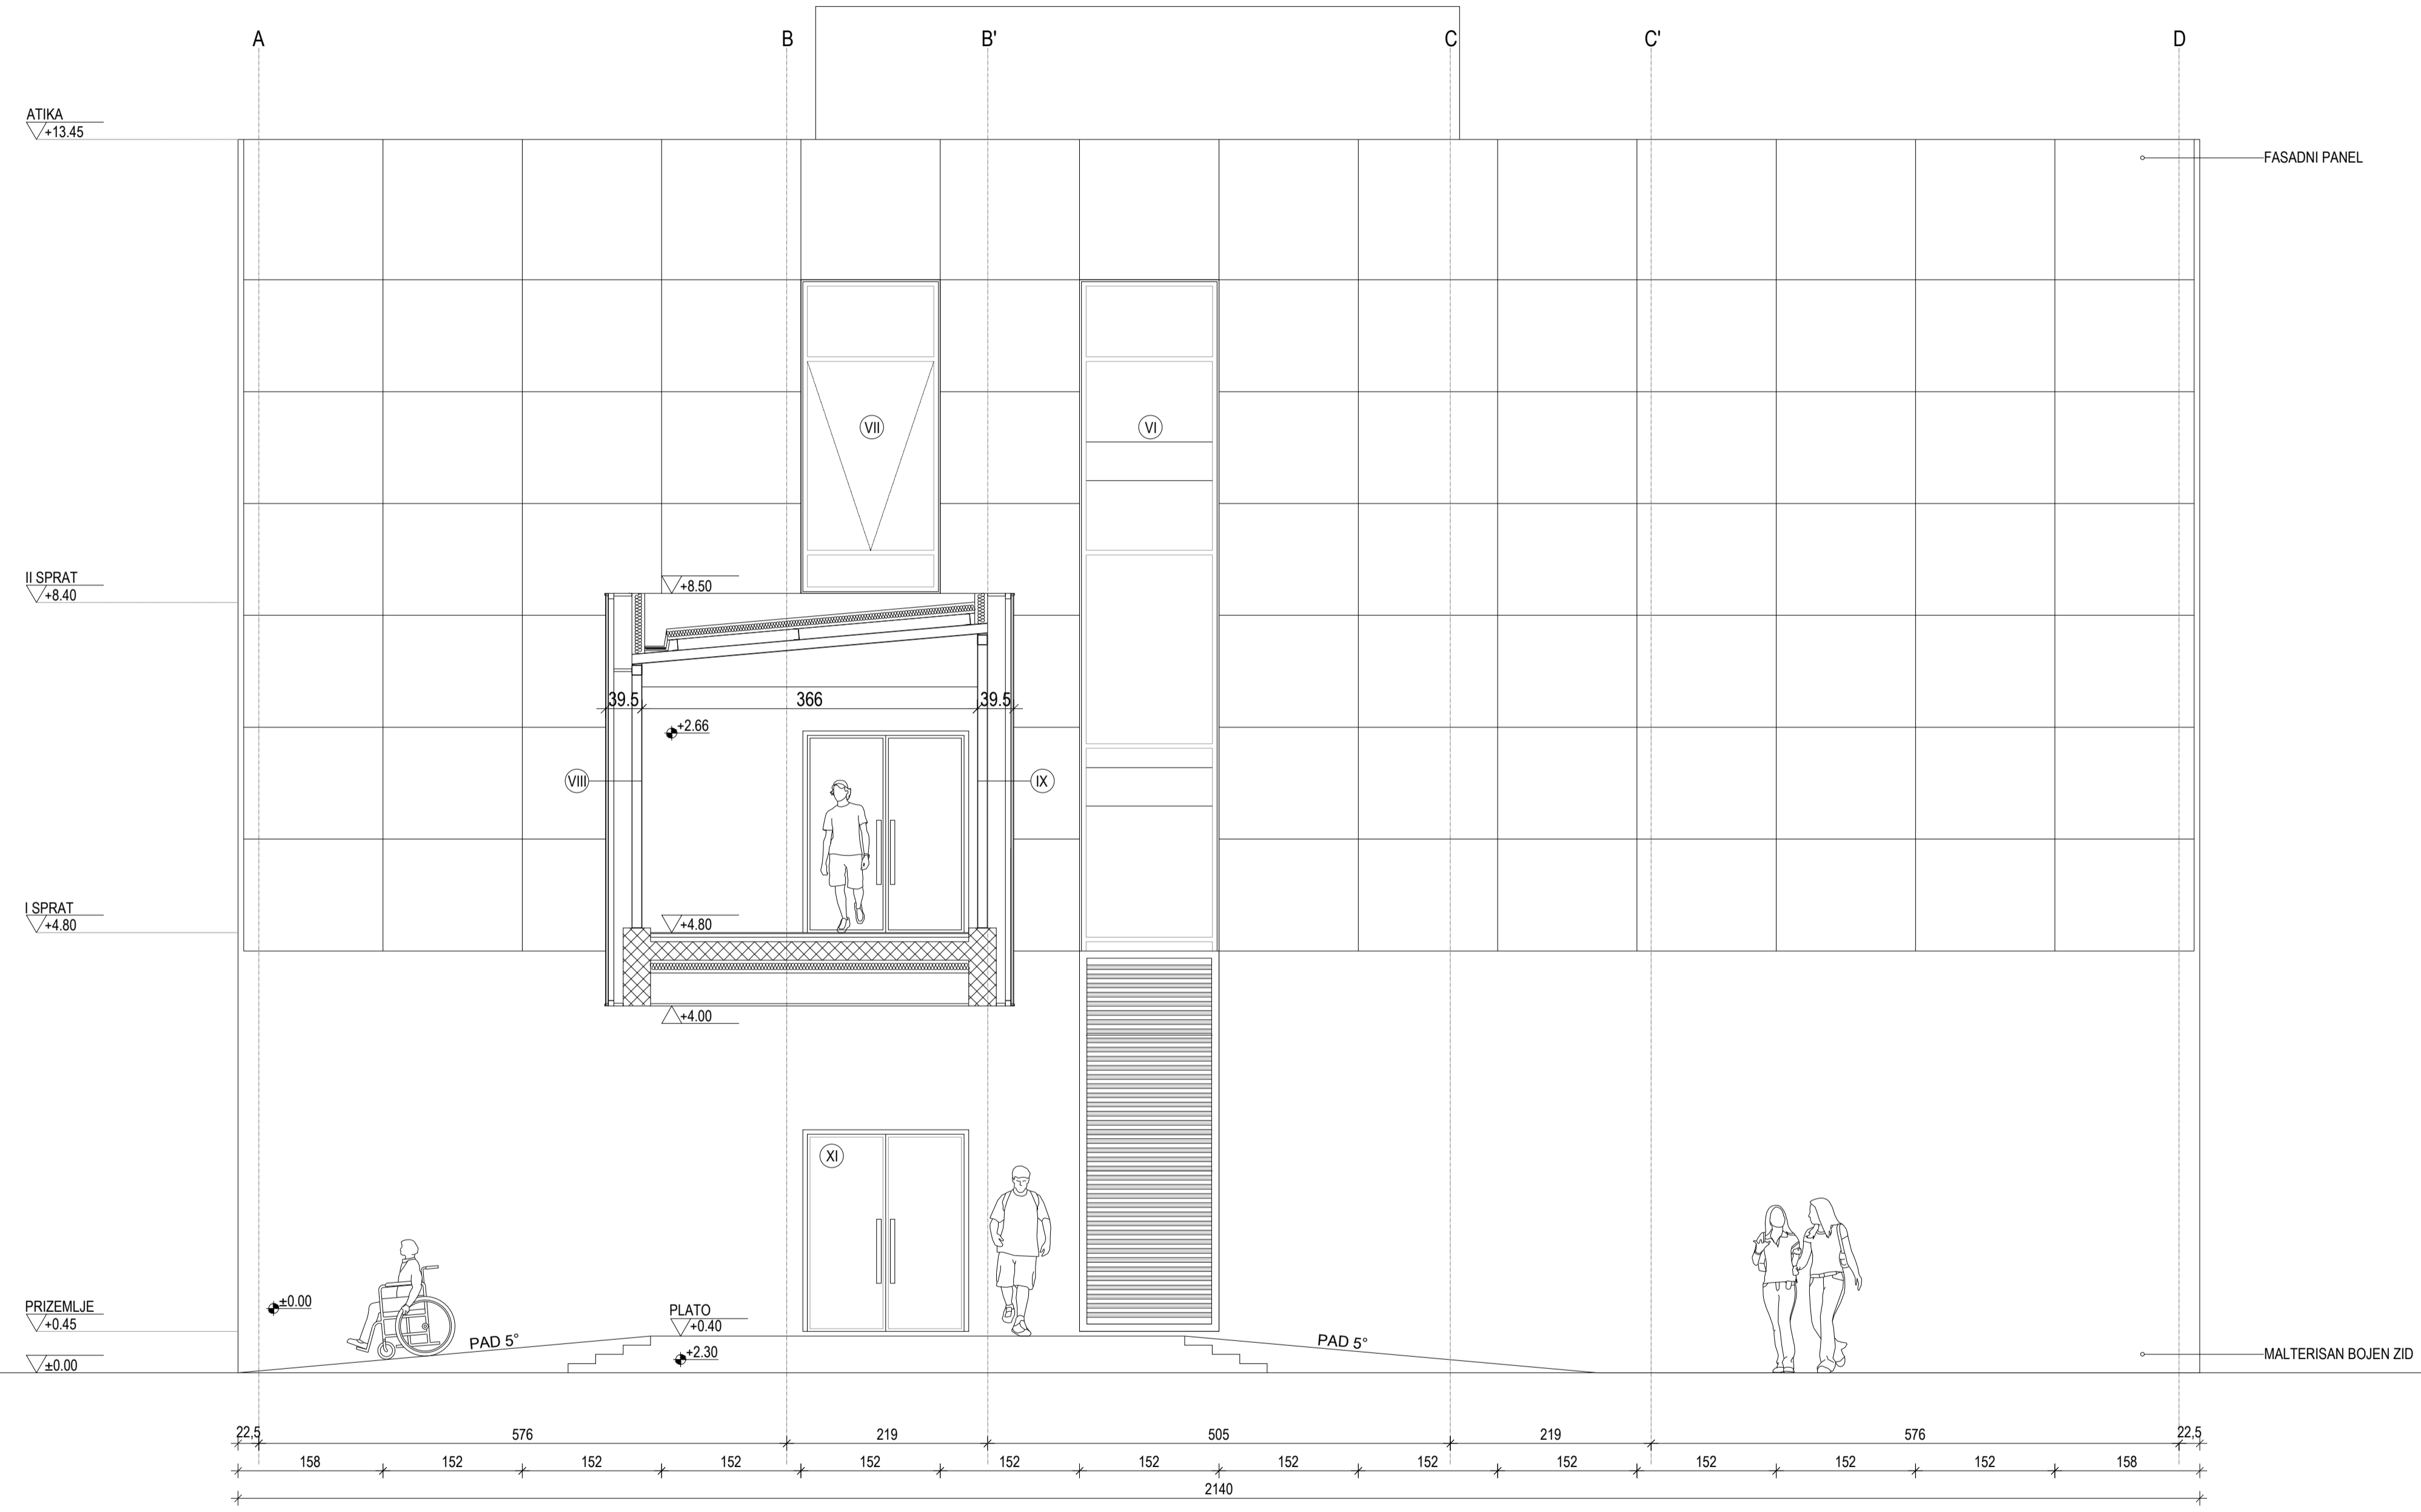 A B B' C C' D
ATIKA
+13.45
FASADNI PANEL
VII
VI
II SPRAT
+8.40
+8.50
39.5 366 39.5
+2.66
VIII
IX
I SPRAT
+4.80
+4.80
+4.00
XI
±0.00
PRIZEMLJE
+0.45
PLATO
+0.40
PAD 5°
PAD 5°
+2.30
±0.00
MALTERISAN BOJEN ZID
22,5 576 219 505 219 576 22,5
158 152 152 152 152 152 152 152 152 152 152 152 152 158
2140